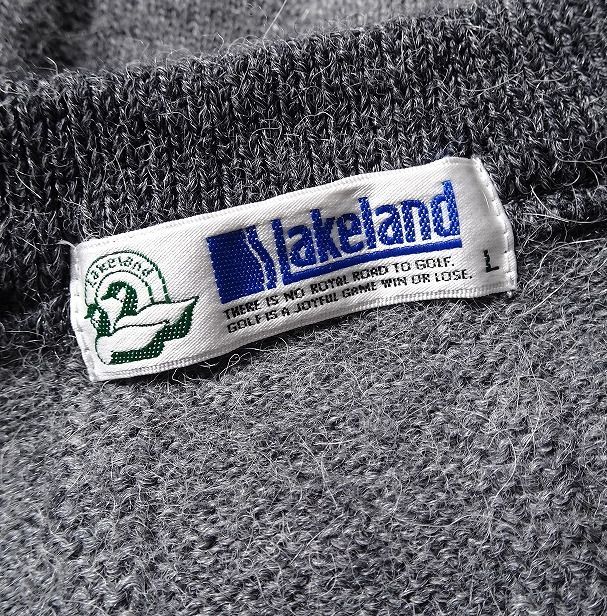 Lakeland
Lakeland
THERE IS NO ROYAL ROAD TO GOLF.
GOLF IS A JOYFUL GAME WIN OR LOSE.
L